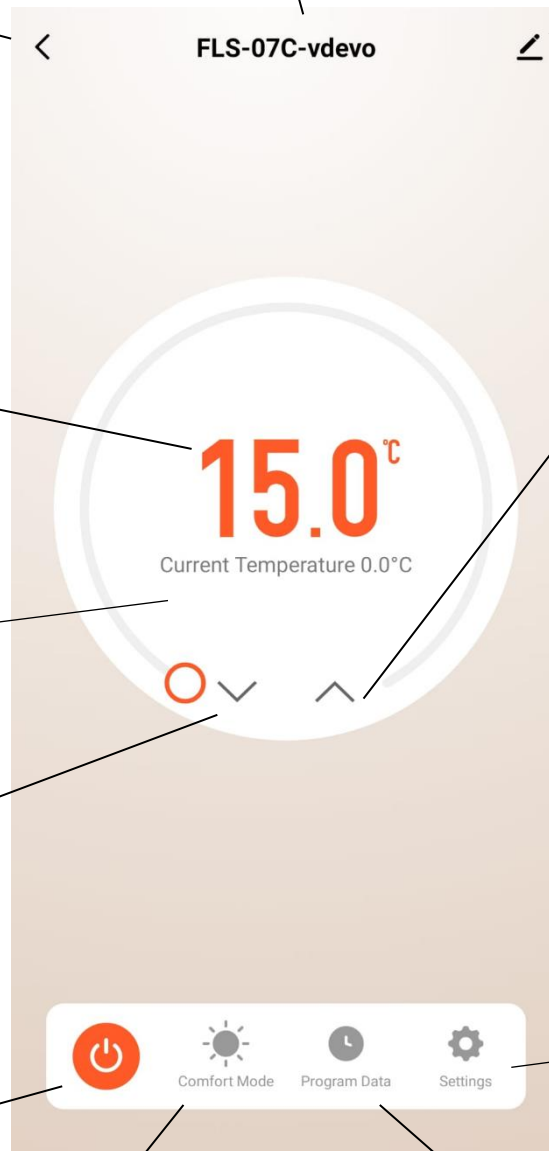 FLS-07C-vdevo
15.0°C
Current Temperature 0.0°C
Comfort Mode
Program Data
Settings